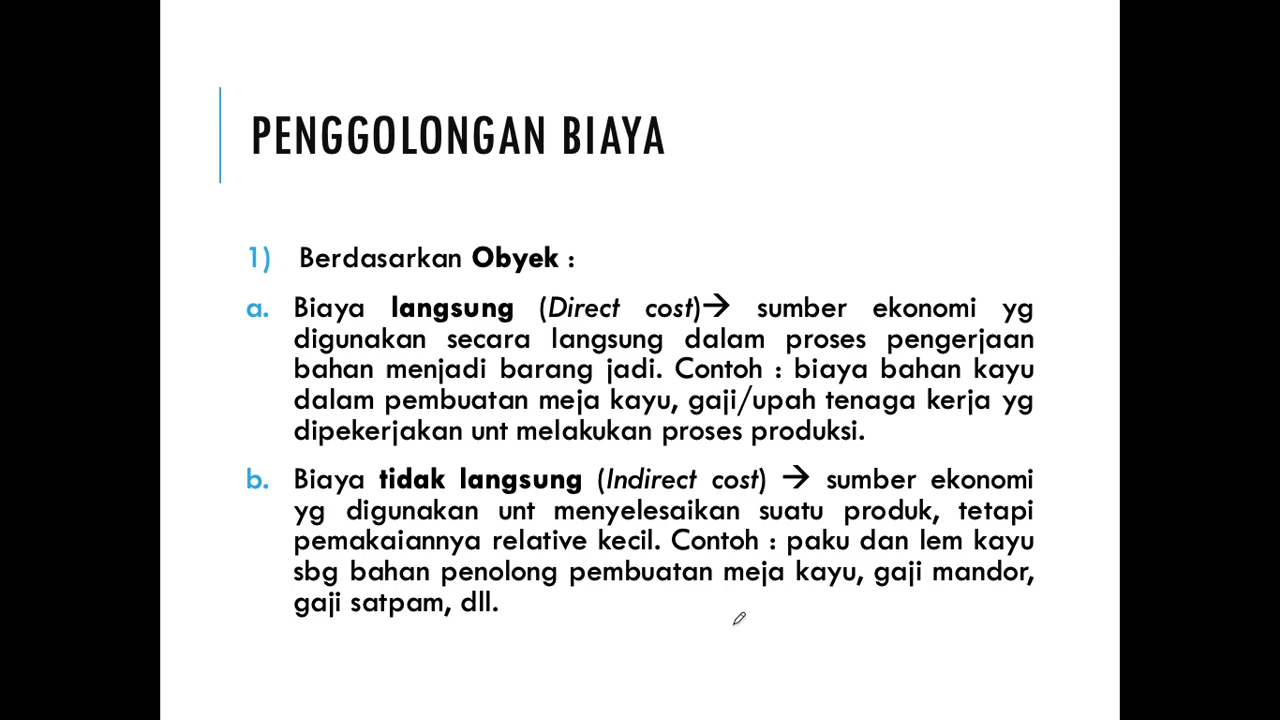 PENGGOLONGAN BIAYA
1) Berdasarkan Obyek :
a. Biaya langsung (Direct cost)→ sumber ekonomi yg
digunakan secara langsung dalam proses pengerjaan
bahan menjadi barang jadi. Contoh : biaya bahan kayu
dalam pembuatan meja kayu, gaji/upah tenaga kerja yg
dipekerjakan unt melakukan proses produksi.
b. Biaya tidak langsung (Indirect cost) → sumber ekonomi
yg digunakan unt menyelesaikan suatu produk, tetapi
pemakaiannya relative kecil. Contoh : paku dan lem kayu
sbg bahan penolong pembuatan meja kayu, gaji mandor,
gaji satpam, dll.